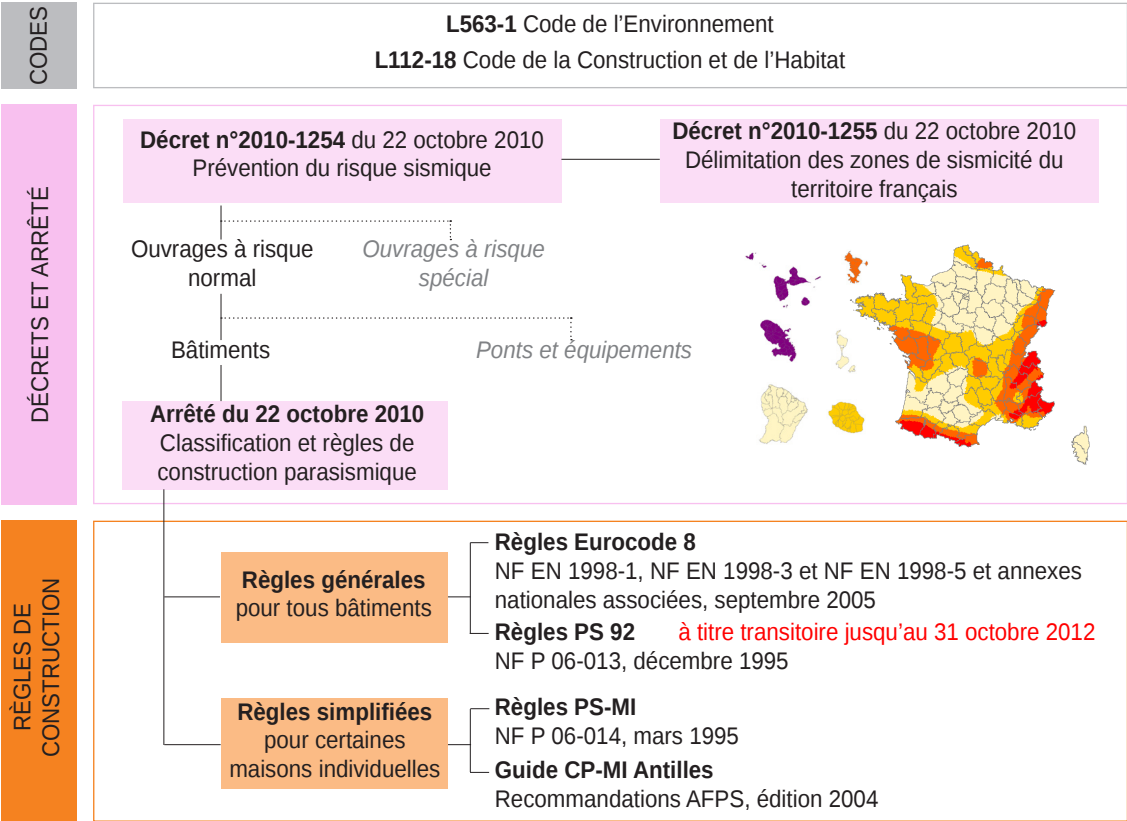 CODES
L563-1 Code de l'Environnement
L112-18 Code de la Construction et de l'Habitat
DÉCRETS ET ARRÊTÉ
Décret n°2010-1254 du 22 octobre 2010
Prévention du risque sismique
Décret n°2010-1255 du 22 octobre 2010
Délimitation des zones de sismicité du
territoire français
Ouvrages à risque
normal
Ouvrages à risque
spécial
Bâtiments
Ponts et équipements
Arrêté du 22 octobre 2010
Classification et règles de
construction parasismique
RÈGLES DE
CONSTRUCTION
Règles générales
pour tous bâtiments
Règles Eurocode 8
NF EN 1998-1, NF EN 1998-3 et NF EN 1998-5 et annexes
nationales associées, septembre 2005
Règles PS 92 à titre transitoire jusqu'au 31 octobre 2012
NF P 06-013, décembre 1995
Règles simplifiées
pour certaines
maisons individuelles
Règles PS-MI
NF P 06-014, mars 1995
Guide CP-MI Antilles
Recommandations AFPS, édition 2004